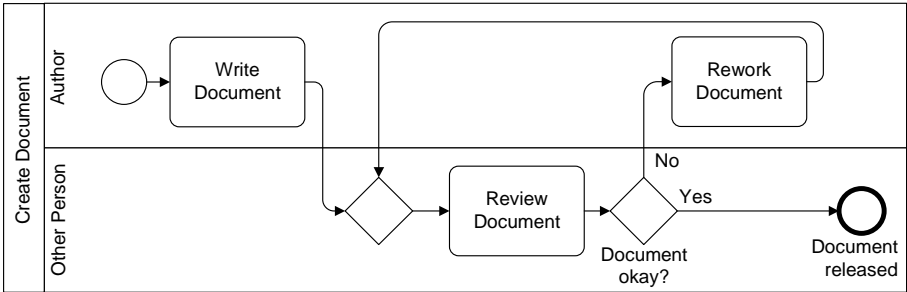 Create Document
Author
Write
Document
Rework
Document
Other Person
Review
Document
No
Yes
Document
okay?
Document
released